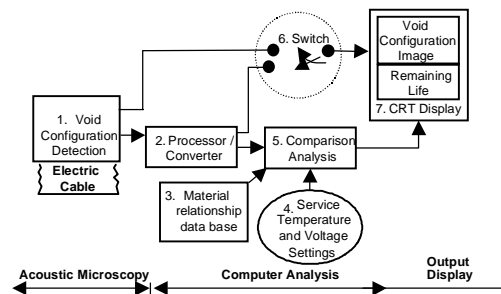 6. Switch
Void
Configuration
Image
Remaining
Life
7. CRT Display
1. Void
Configuration
Detection
Electric
Cable
2. Processor /
Converter
5. Comparison
Analysis
3. Material
relationship
data base
4. Service
Temperature
and Voltage
Settings
Acoustic Microscopy
Computer Analysis
Output
Display